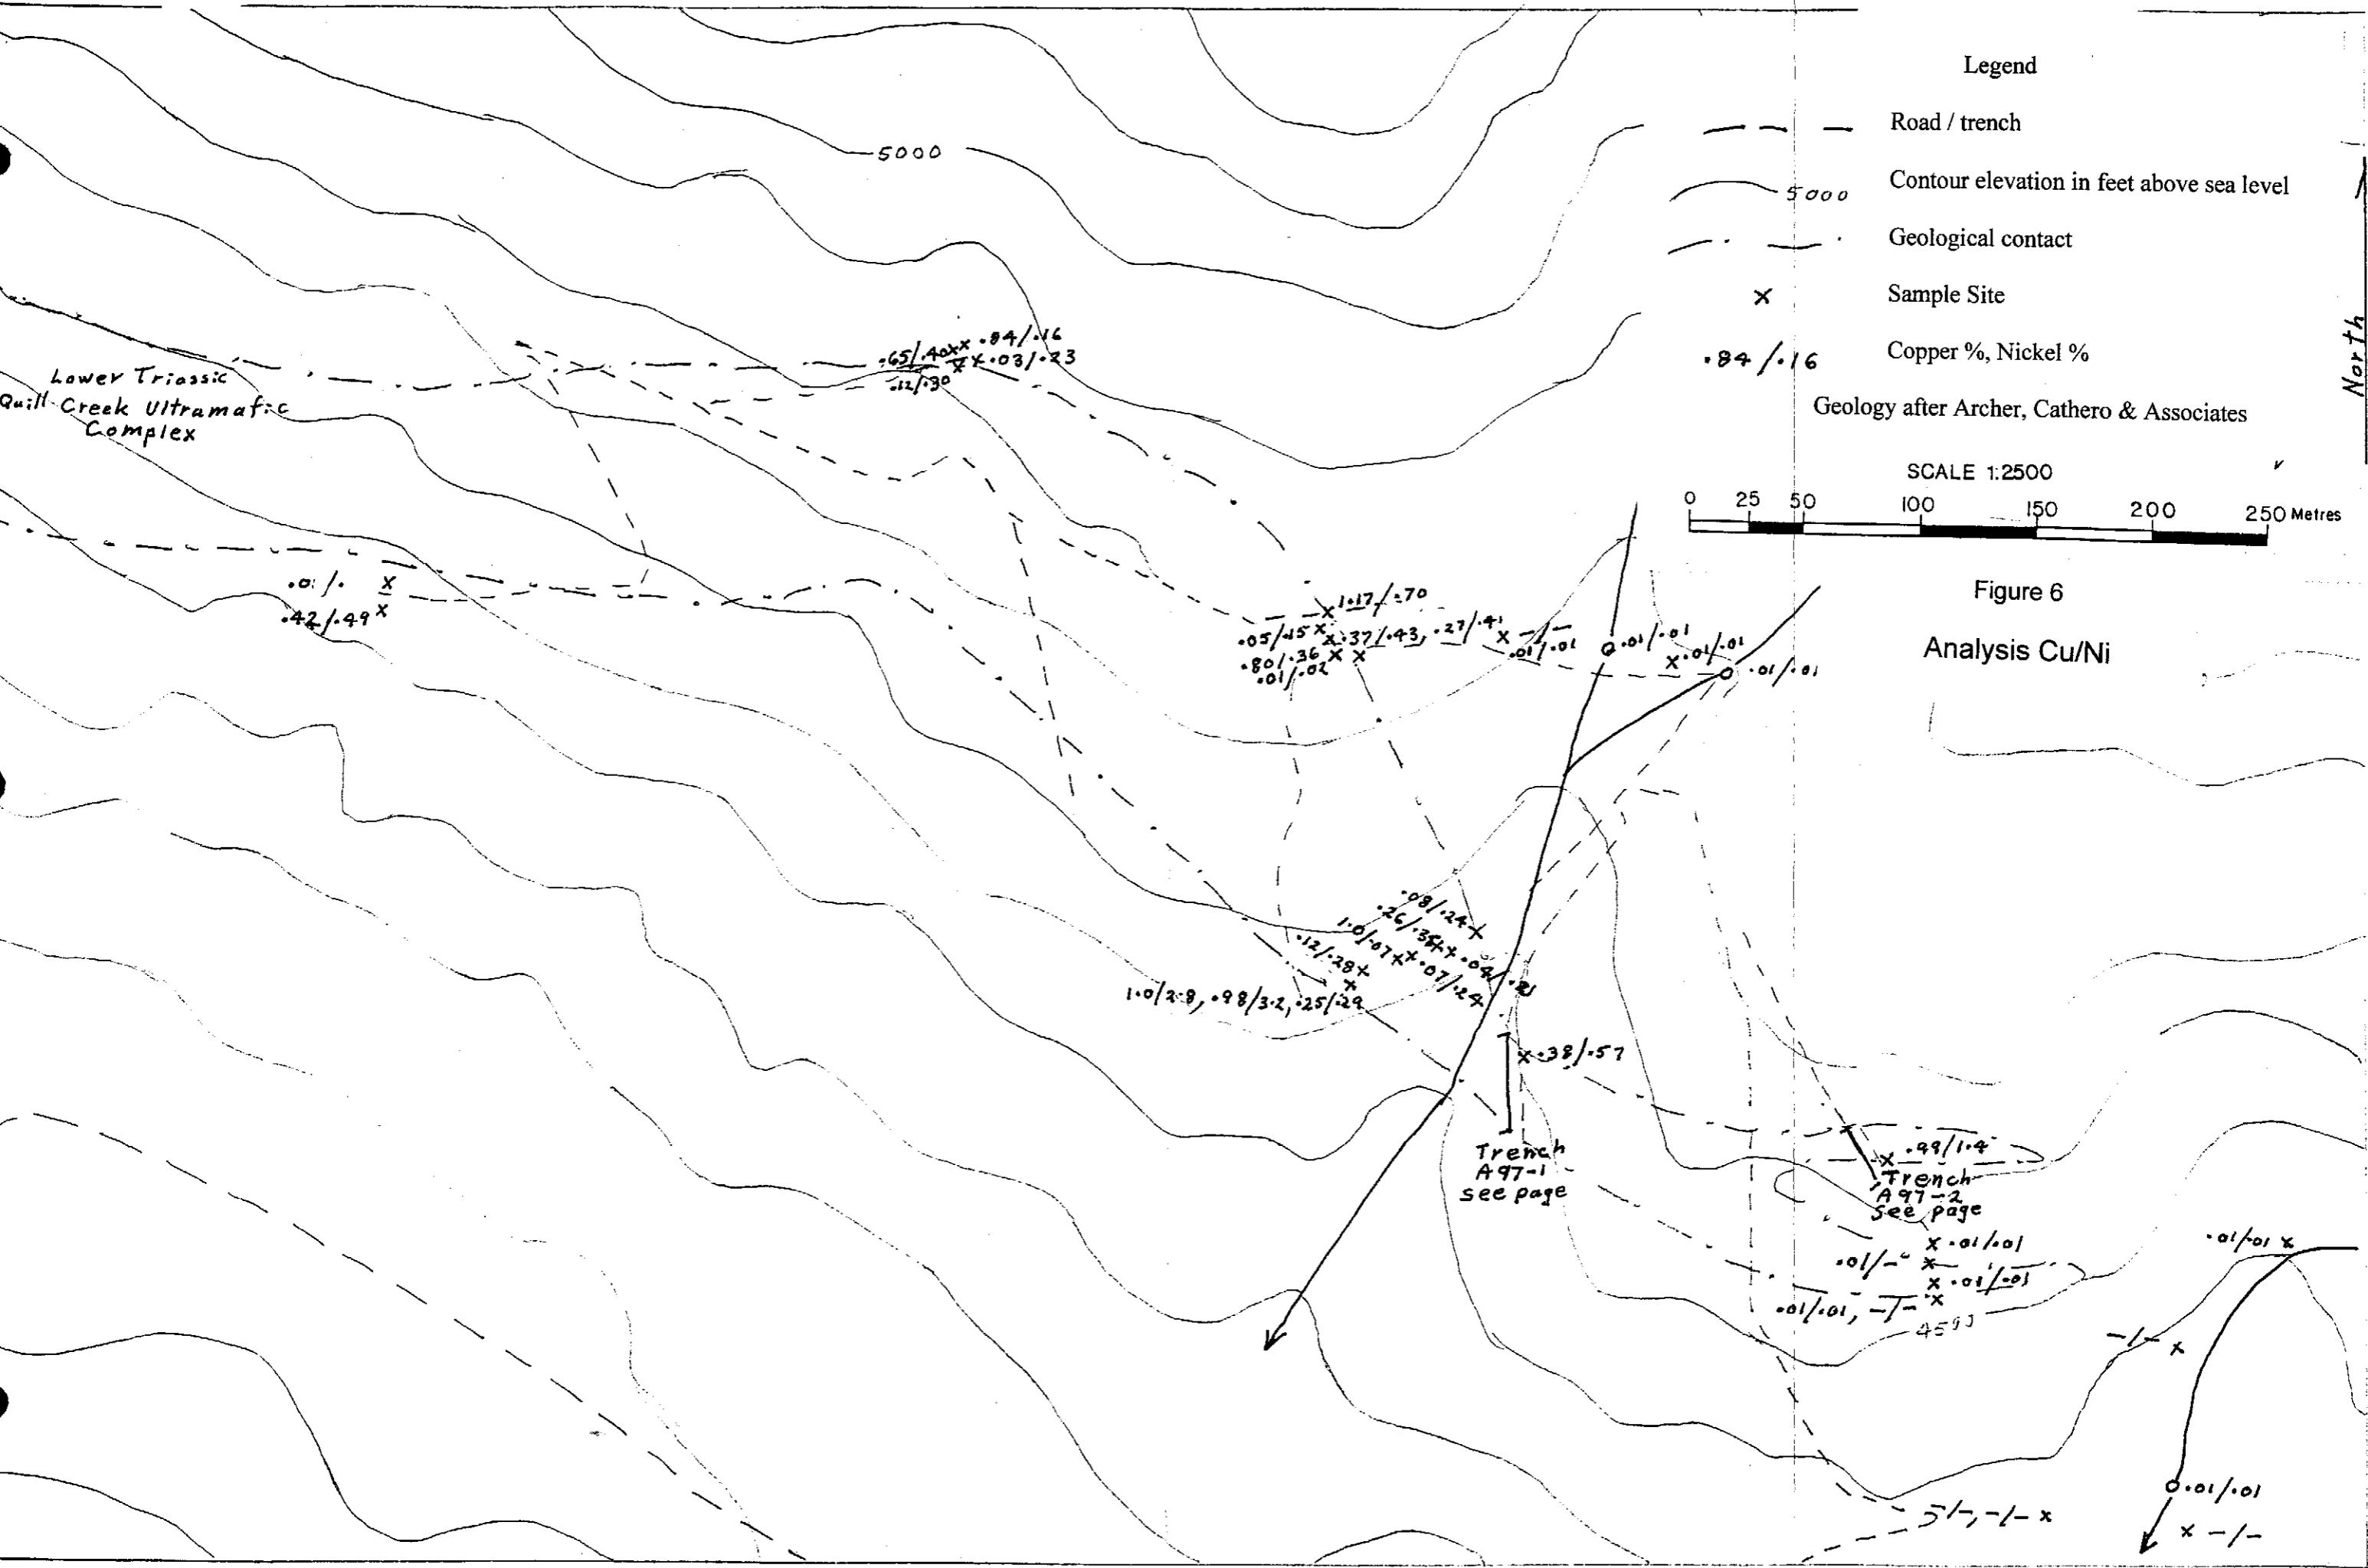 Legend
Road / trench
5000
Contour elevation in feet above sea level
Geological contact
x
Sample Site
.84/.16
Copper %, Nickel %
Geology after Archer, Cathero & Associates
North
SCALE 1:2500
0 25 50 100 150 200 250 Metres
Figure 6
Analysis Cu/Ni
5000
.65/.40xx .84/.16
x x .03/.23
.12/.30
Lower Triassic
Quill Creek Ultramafic
Complex
.01/. x
.42/.49 x
x 1.17/.70
.05/.15 x
x .37/.43, .27/.41 x
.80/.36 x x
.01/.02
.01/.01
.01/.01
x .01/.01
.01/.01
.08/.24 x
.26/.35
1.0/.07 x x .07/.24
.12/.28 x
x
1.0/2.8, .98/3.2, .25/.29
x .38/.57
Trench
A97-1
see page
x .99/1.4
Trench
A97-2
see page
x .01/.01
.01/- x
x .01/.01
.01/.01, -/- x
.01/.01 x
-/- x
.01/.01
-/-, -/- x
x -/-